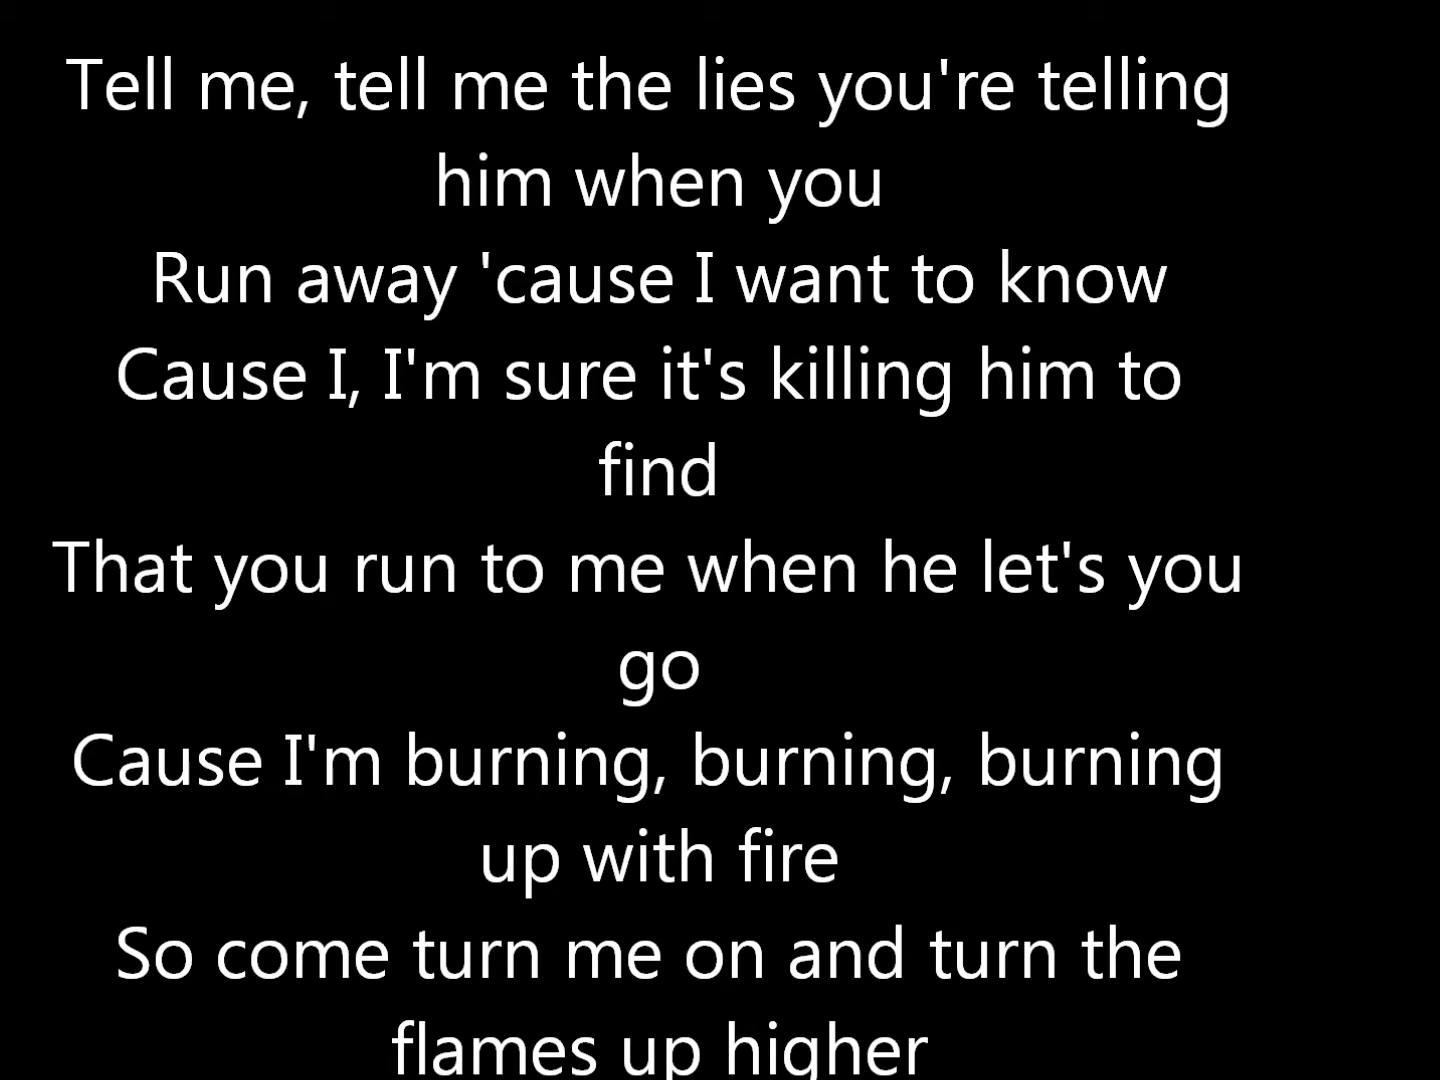 Tell me, tell me the lies you're telling
him when you
Run away 'cause I want to know
Cause I, I'm sure it's killing him to
find
That you run to me when he let's you
go
Cause I'm burning, burning, burning
up with fire
So come turn me on and turn the
flames up higher